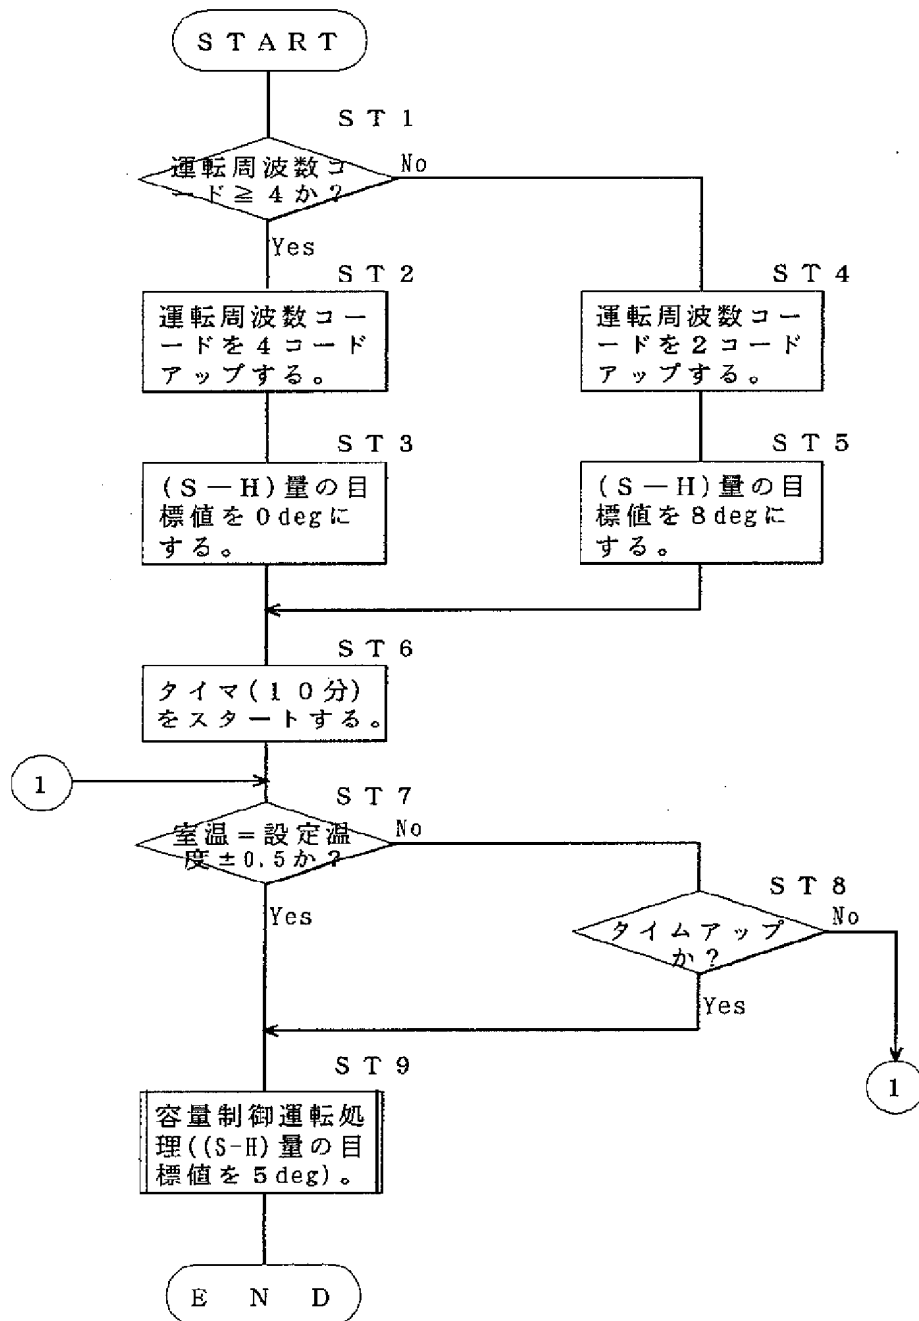 START
ST1
運転周波数コ
ード≧4か?
No
Yes
ST2
運転周波数コー
ードを4コード
アップする。
ST4
運転周波数コー
ードを2コード
アップする。
ST3
(S-H)量の目
標値を0degに
する。
ST5
(S-H)量の目
標値を8degに
する。
ST6
タイマ(10分)
をスタートする。
1
ST7
室温=設定温
度±0.5か?
No
Yes
ST8
タイムアップ
か?
No
Yes
1
ST9
容量制御運転処
理((S-H)量の目
標値を5deg)。
END